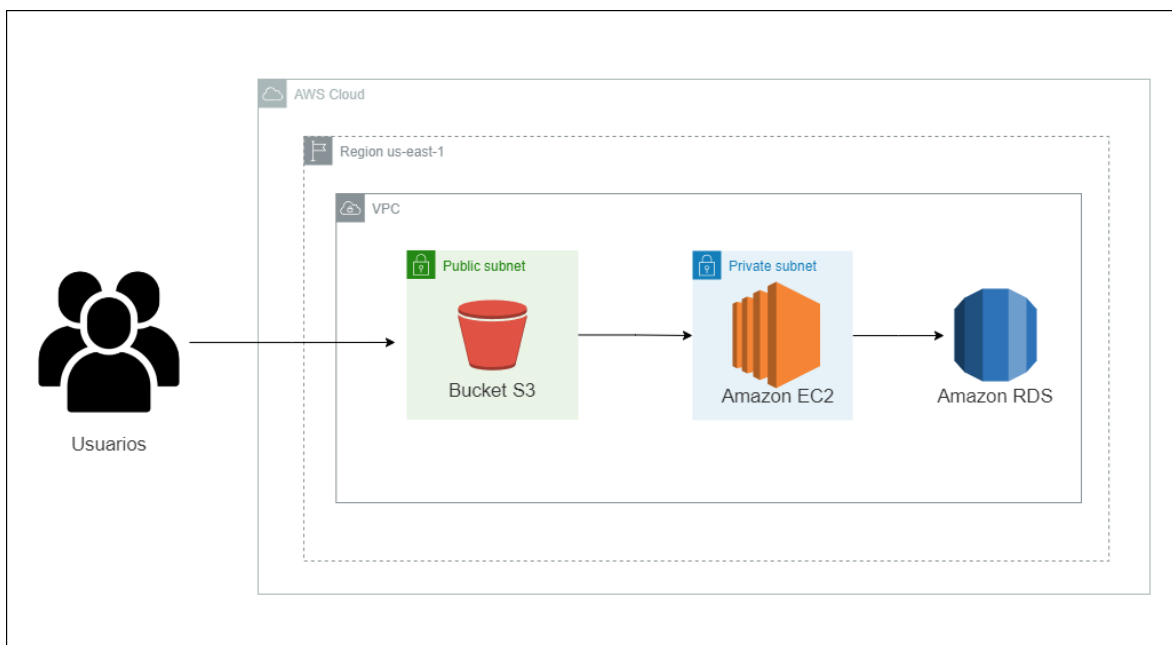 AWS Cloud
Region us-east-1
VPC
Public subnet
Private subnet
Bucket S3
Amazon EC2
Amazon RDS
Usuarios